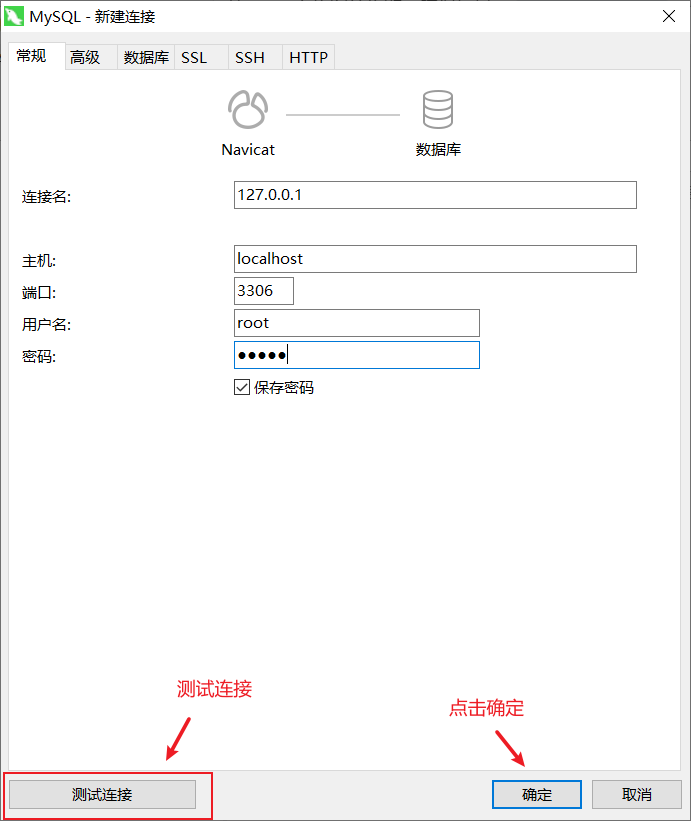 MySQL - 新建连接
常规 高级 数据库 SSL SSH HTTP
Navicat 数据库
连接名: 127.0.0.1
主机: localhost
端口: 3306
用户名: root
密码: ●●●●●
保存密码
测试连接
点击确定
测试连接 确定 取消